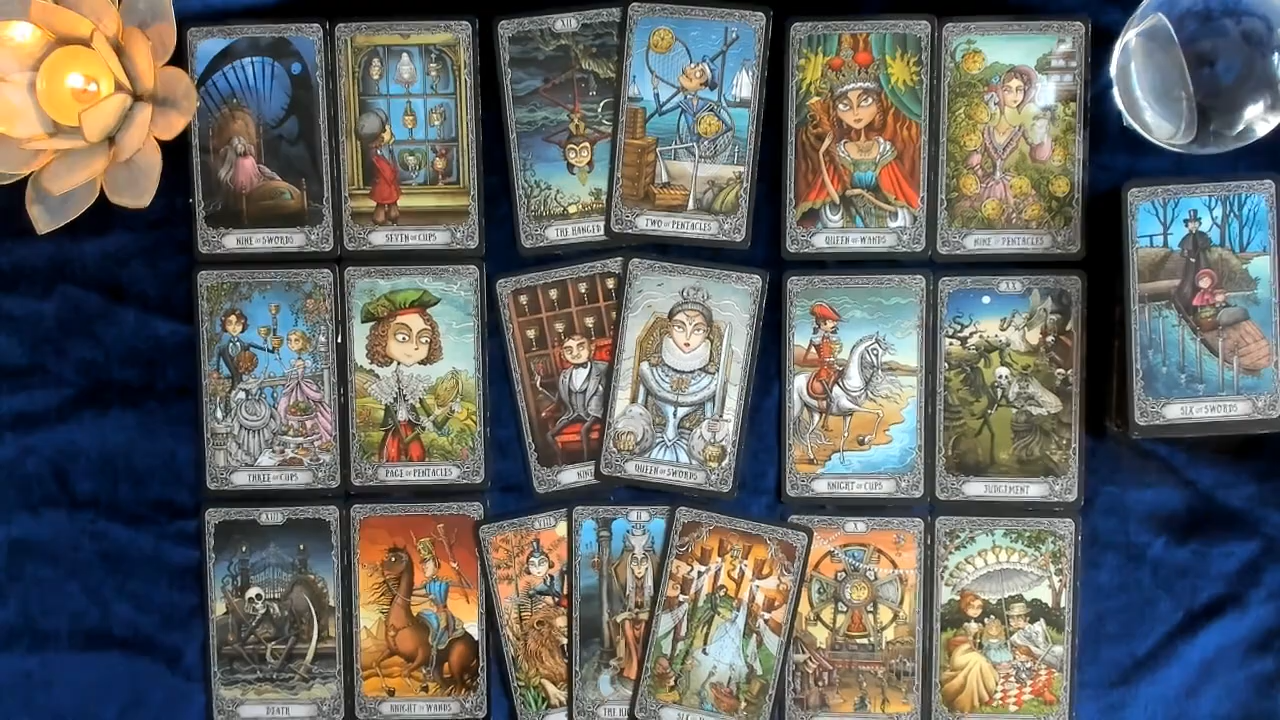 NINE OF SWORDS
SEVEN OF CUPS
XII
THE HANGED
TWO OF PENTACLES
QUEEN OF WANDS
NINE OF PENTACLES
SIX OF SWORDS
THREE OF CUPS
PAGE OF PENTACLES
QUEEN OF SWORDS
KNIGHT OF CUPS
XX
JUDGEMENT
XIII
DEATH
KNIGHT OF WANDS
VIII
II
THE
X